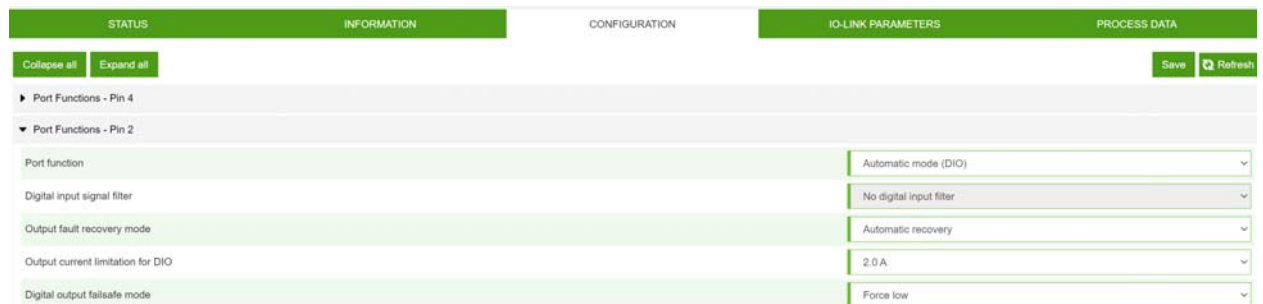 STATUS INFORMATION CONFIGURATION IO-LINK PARAMETERS PROCESS DATA
Collapse all Expand all Save Refresh
Port Functions - Pin 4
Port Functions - Pin 2
Port function Automatic mode (DIO)
Digital input signal filter No digital input filter
Output fault recovery mode Automatic recovery
Output current limitation for DIO 2.0 A
Digital output failsafe mode Force low